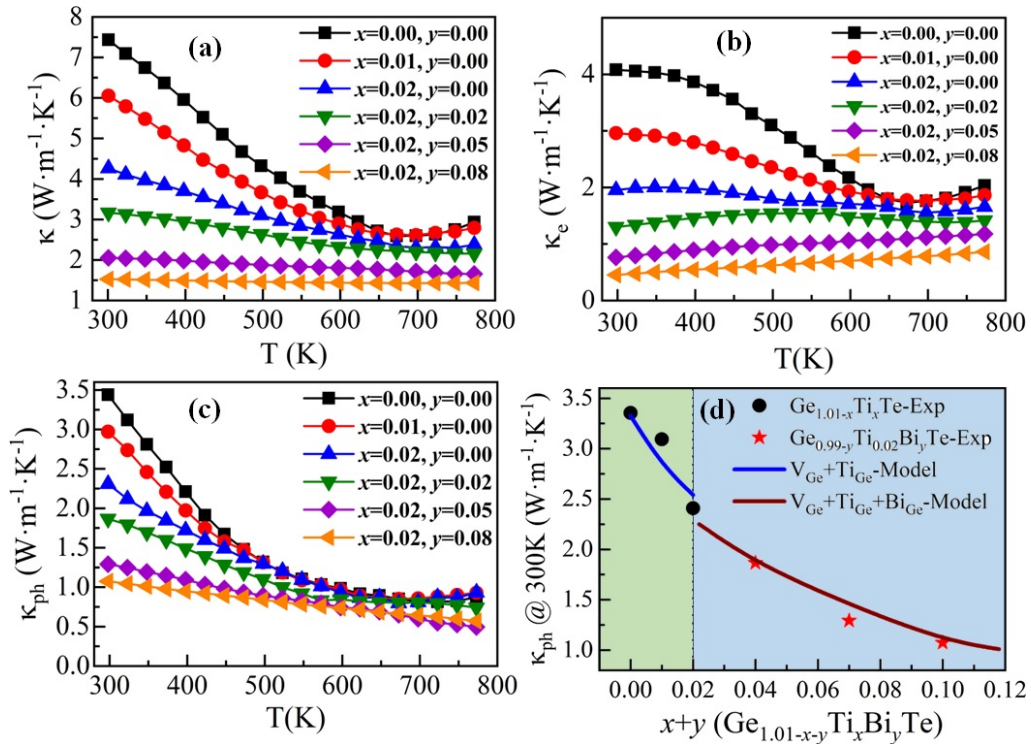 8
7
6
5
4
3
2
1
κ (W·m⁻¹·K⁻¹)
(a)
x=0.00, y=0.00
x=0.01, y=0.00
x=0.02, y=0.00
x=0.02, y=0.02
x=0.02, y=0.05
x=0.02, y=0.08
300 400 500 600 700 800
T (K)
4
2
0
κe (W·m⁻¹·K⁻¹)
(b)
x=0.00, y=0.00
x=0.01, y=0.00
x=0.02, y=0.00
x=0.02, y=0.02
x=0.02, y=0.05
x=0.02, y=0.08
300 400 500 600 700 800
T(K)
3.5
3.0
2.5
2.0
1.5
1.0
0.5
0.0
κph (W·m⁻¹·K⁻¹)
(c)
x=0.00, y=0.00
x=0.01, y=0.00
x=0.02, y=0.00
x=0.02, y=0.02
x=0.02, y=0.05
x=0.02, y=0.08
300 400 500 600 700 800
T(K)
3.5
3.0
2.5
2.0
1.5
1.0
κph @ 300K (W·m⁻¹·K⁻¹)
(d)
Ge1.01-xTixTe-Exp
Ge0.99-yTi0.02BiyTe-Exp
VGe+TiGe-Model
VGe+TiGe+BiGe-Model
0.00 0.02 0.04 0.06 0.08 0.10 0.12
x+y (Ge1.01-x-yTixBiyTe)